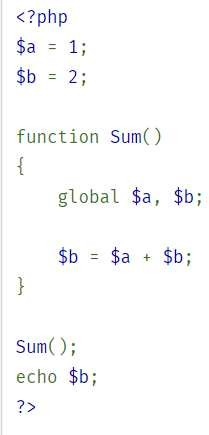 <?php
$a = 1;
$b = 2;

function Sum()
{
    global $a, $b;

    $b = $a + $b;
}

Sum();
echo $b;
?>